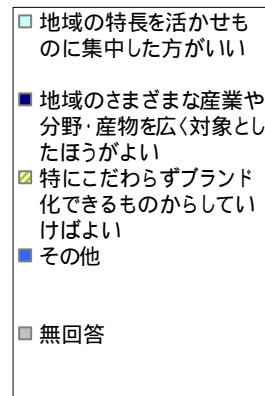 地域の特長を活かせも
のに集中した方がいい
地域のさまざまな産業や
分野・産物を広く対象とし
たほうがよい
特にこだわらずブランド
化できるものからしてい
けばよい
その他
無回答